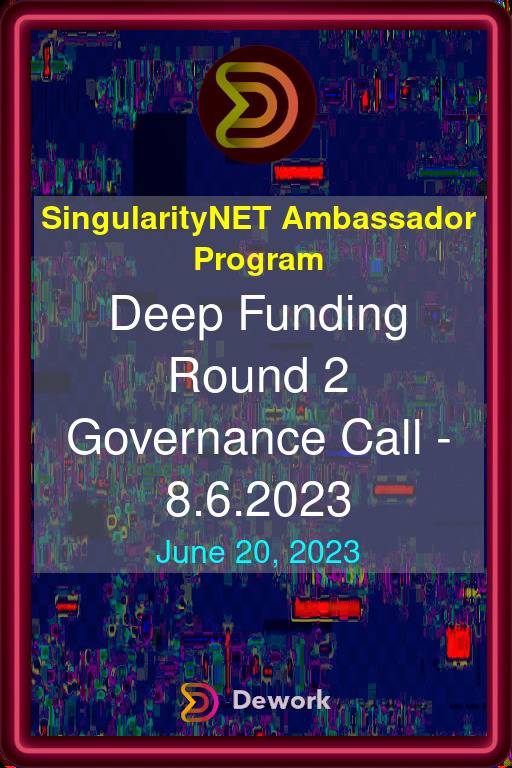 SingularityNET Ambassador
Program
Deep Funding
Round 2
Governance Call -
8.6.2023
June 20, 2023
Dework